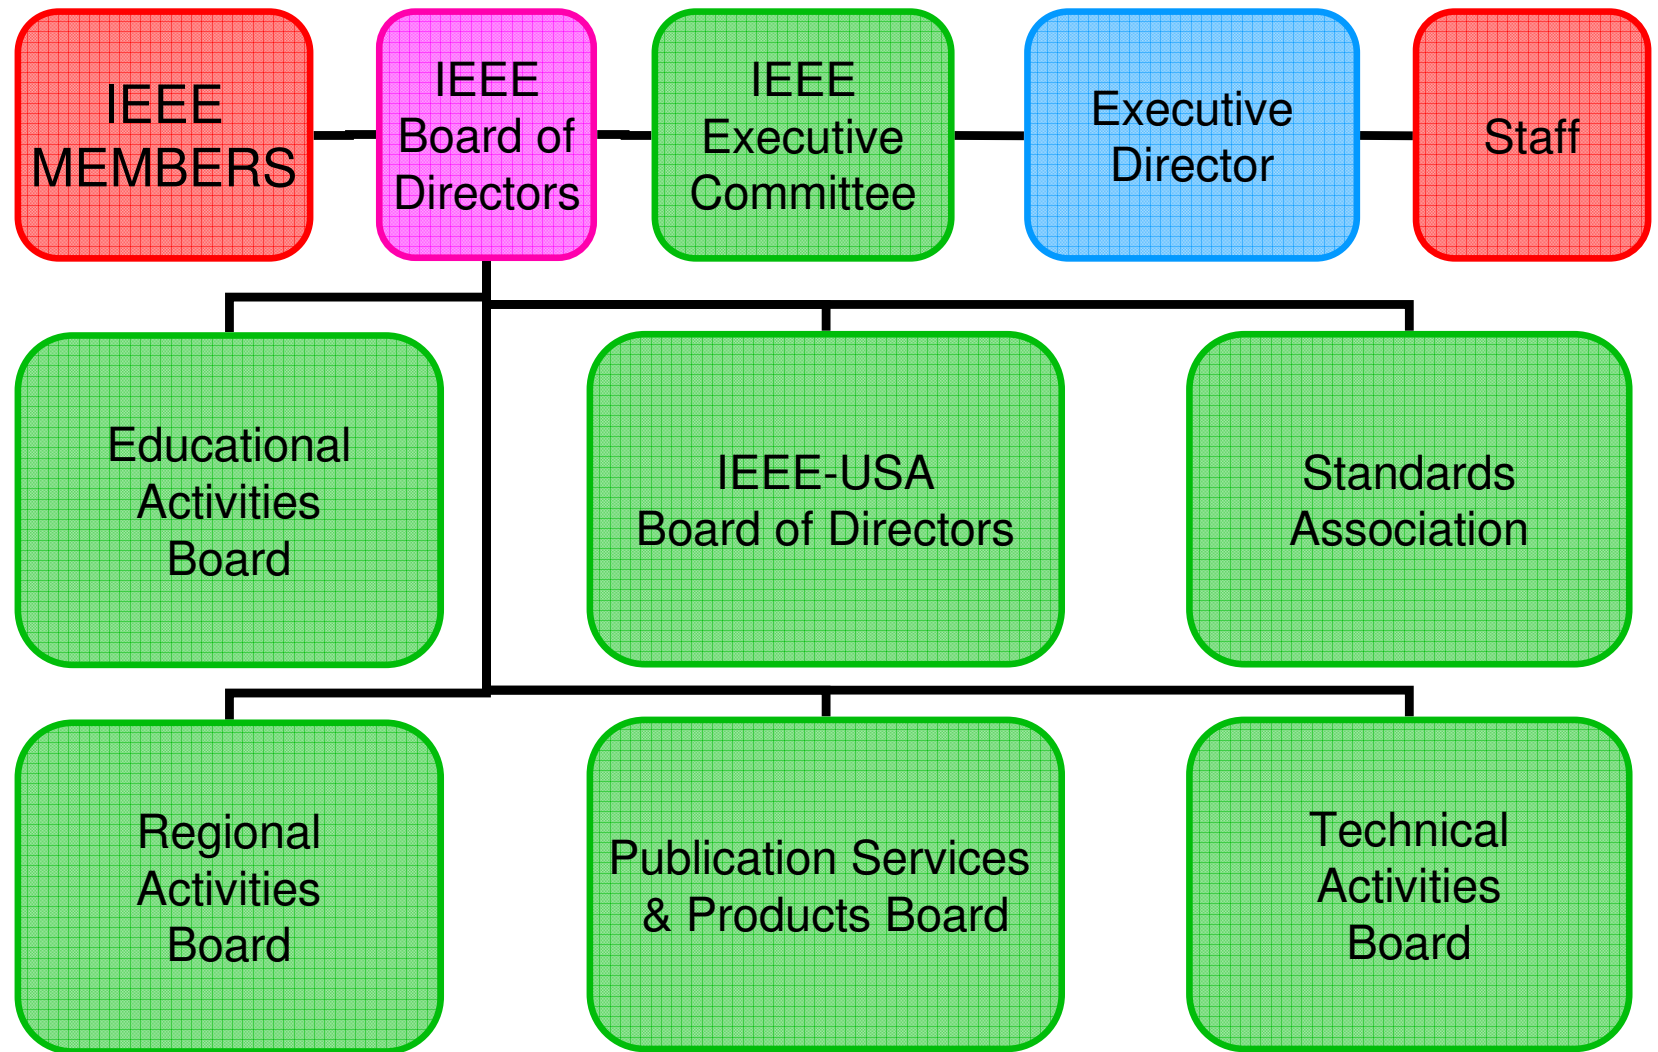 IEEE
MEMBERS
IEEE
Board of
Directors
IEEE
Executive
Committee
Executive
Director
Staff
Educational
Activities
Board
IEEE-USA
Board of Directors
Standards
Association
Regional
Activities
Board
Publication Services
& Products Board
Technical
Activities
Board